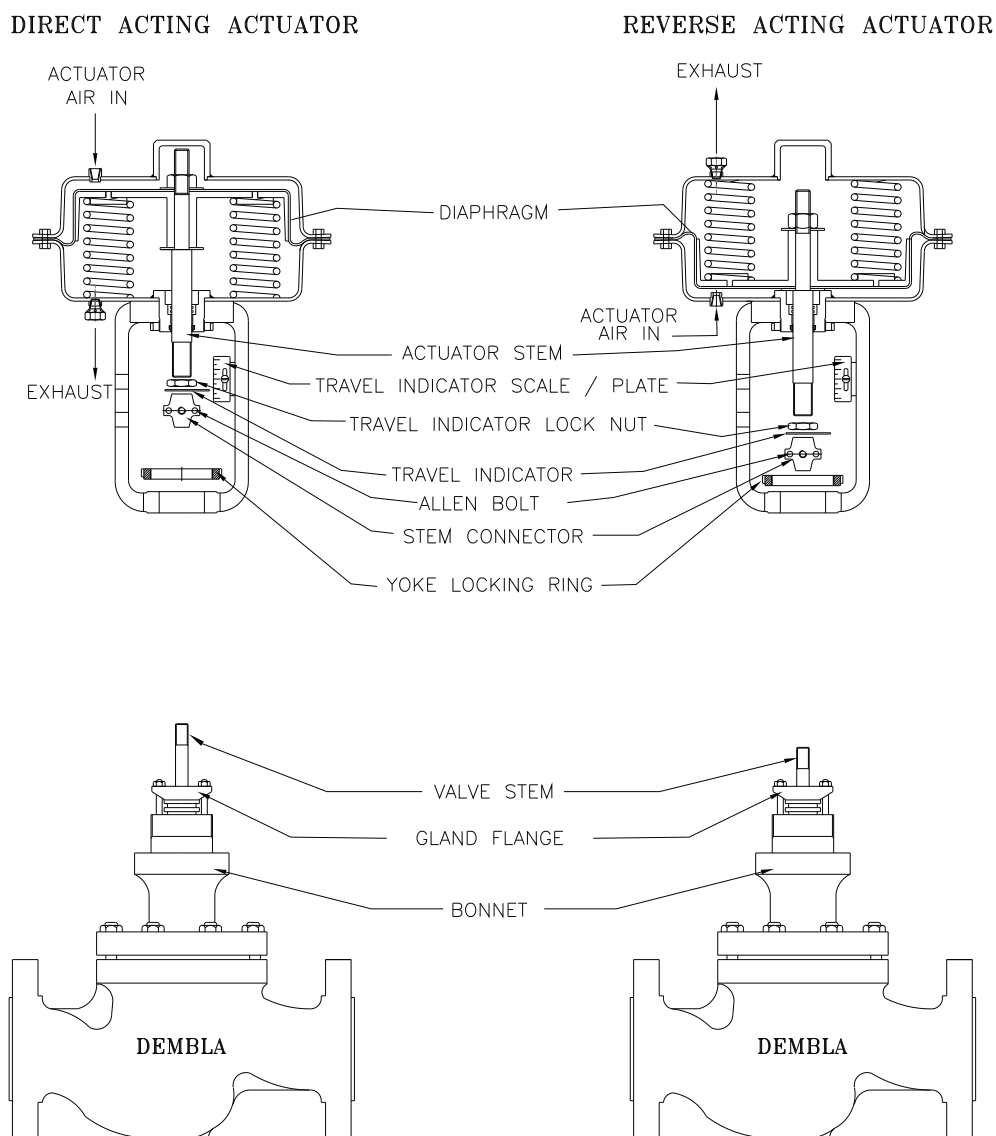 DIRECT ACTING ACTUATOR
REVERSE ACTING ACTUATOR
ACTUATOR
AIR IN
EXHAUST
DIAPHRAGM
ACTUATOR
AIR IN
ACTUATOR STEM
TRAVEL INDICATOR SCALE / PLATE
EXHAUST
TRAVEL INDICATOR LOCK NUT
TRAVEL INDICATOR
ALLEN BOLT
STEM CONNECTOR
YOKE LOCKING RING
VALVE STEM
GLAND FLANGE
BONNET
DEMBLA
DEMBLA